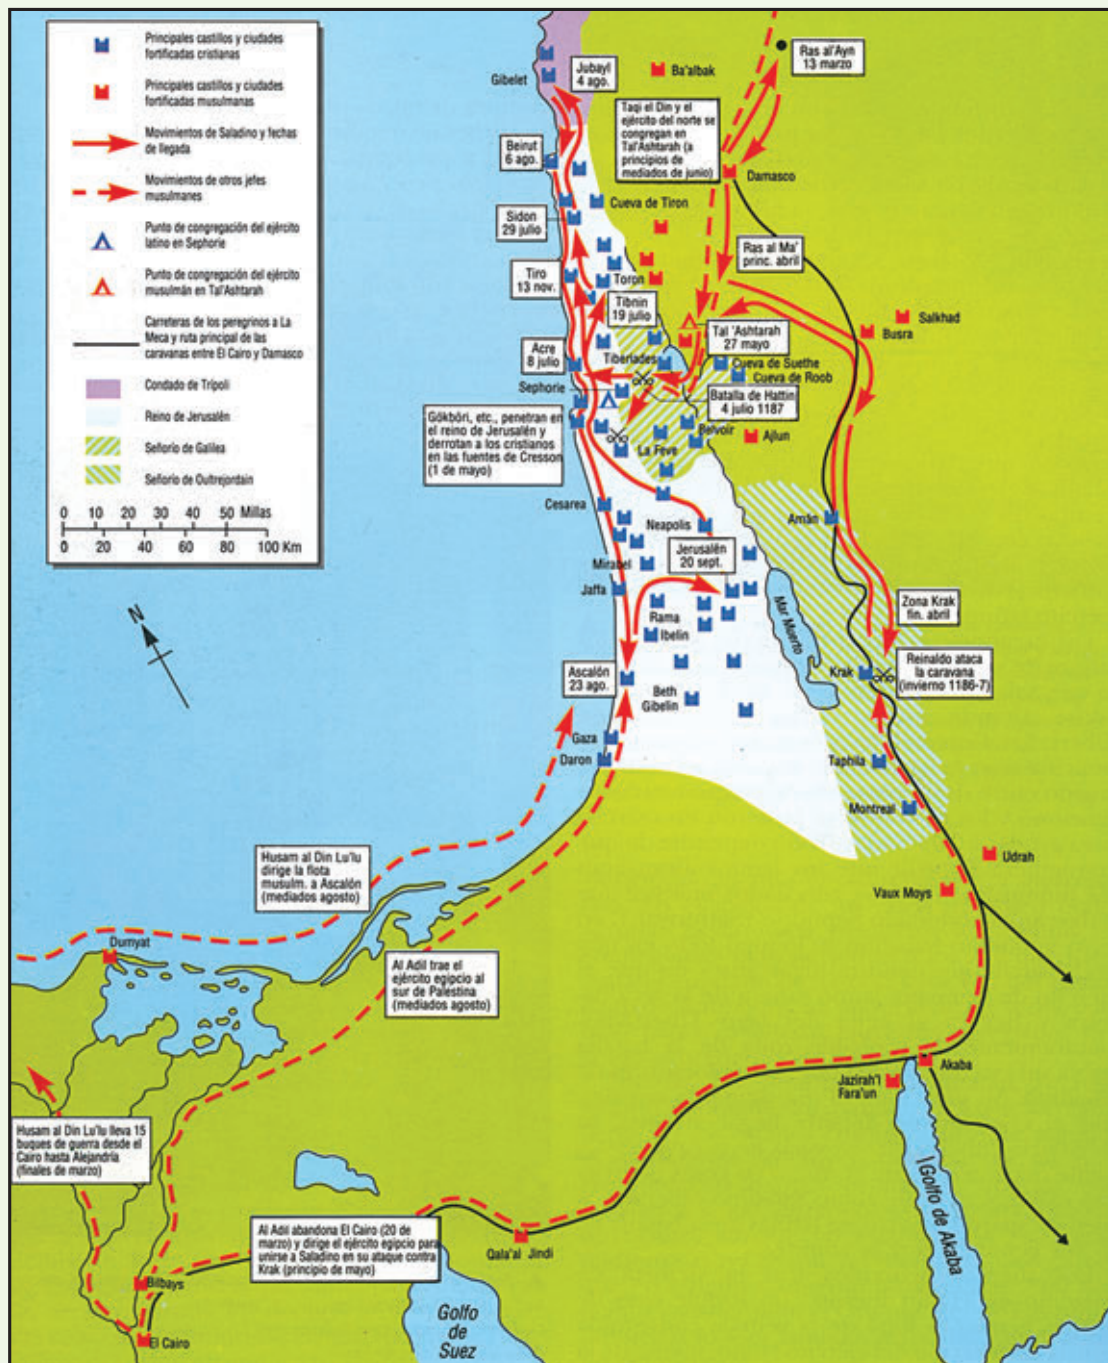 Principales castillos y ciudades
fortificadas cristianas
Principales castillos y ciudades
fortificadas musulmanas
Movimientos de Saladino y fechas
de llegada
Movimientos de otros jefes
musulmanes
Punto de congregación del ejército
latino en Sephorie
Punto de congregación del ejército
musulmán en Tal'Ashtarah
Carreteras de los peregrinos a La
Meca y ruta principal de las
caravanas entre El Cairo y Damasco
Condado de Trípoli
Reino de Jerusalén
Señorío de Galilea
Señorío de Oultrejordain
0 10 20 30 40 50 Millas
0 20 40 60 80 100 Km
N
Gibelet
Jubayl
4 ago.
Ba'albak
Ras al'Ayn
13 marzo
Taqi el Din y el
ejército del norte se
congregan en
Tal'Ashtarah (a
principios de
mediados de junio)
Damasco
Beirut
6 ago.
Cueva de Tiron
Sidon
29 julio
Ras al Ma'
princ. abril
Tiro
13 nov.
Toron
Tibnin
19 julio
Salkhad
Busra
Tal 'Ashtarah
27 mayo
Acre
8 julio
Tiberiades
Cueva de Suethe
Cueva de Roob
Sephorie
Batalla de Hattin
4 julio 1187
Gökböri, etc., penetran en
el reino de Jerusalén y
derrotan a los cristianos
en las fuentes de Cresson
(1 de mayo)
Belvoir
Ajlun
La Feve
Cesarea
Neapolis
Amán
Mirabel
Jerusalén
20 sept.
Jaffa
Rama
Ibelin
Mar Muerto
Zona Krak
fin. abril
Ascalón
23 ago.
Krak
Reinaldo ataca
la caravana
(invierno 1186-7)
Beth
Gibelin
Gaza
Daron
Taphila
Montreal
Husam al Din Lu'lu
dirige la flota
musulm. a Ascalón
(mediados agosto)
Udrah
Vaux Moys
Dumyat
Al Adil trae el
ejército egipcio al
sur de Palestina
(mediados agosto)
Akaba
Jazirah'l
Fara'un
Husam al Din Lu'lu lleva 15
buques de guerra desde el
Cairo hasta Alejandría
(finales de marzo)
Golfo de Akaba
Al Adil abandona El Cairo (20 de
marzo) y dirige el ejército egipcio para
unirse a Saladino en su ataque contra
Krak (principio de mayo)
Qala'al Jindi
Bilbays
El Cairo
Golfo
de
Suez